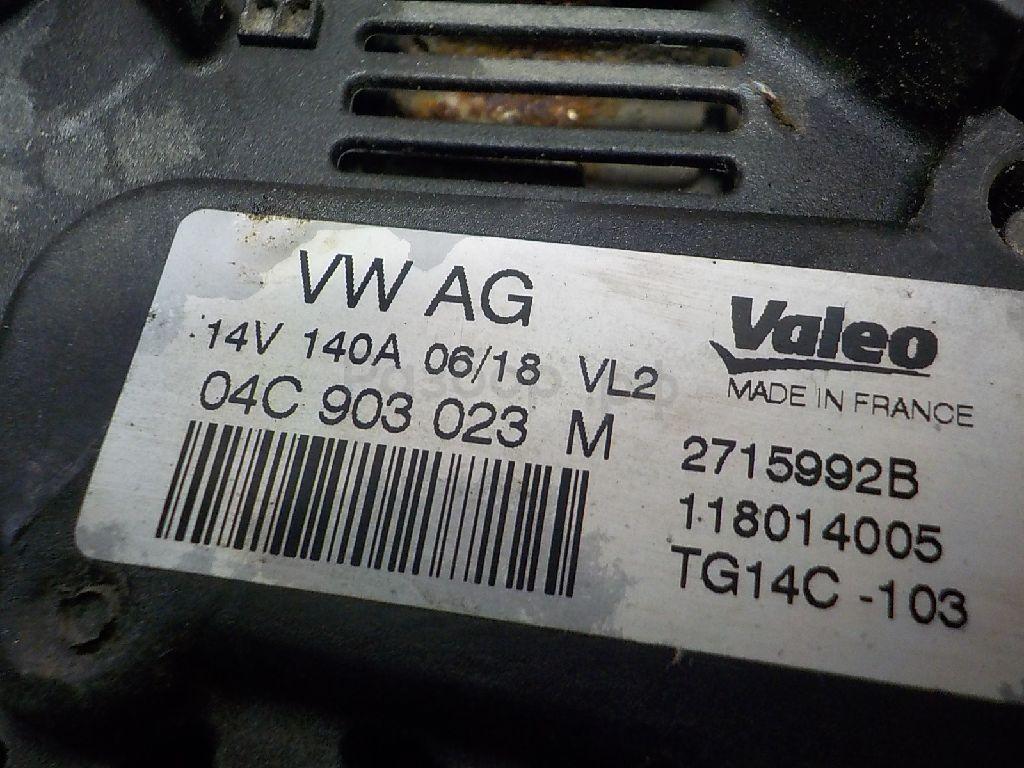 VW AG
14V 140A 06/18 VL2
04C 903 023 M
Valeo
MADE IN FRANCE
2715992B
118014005
TG14C -103